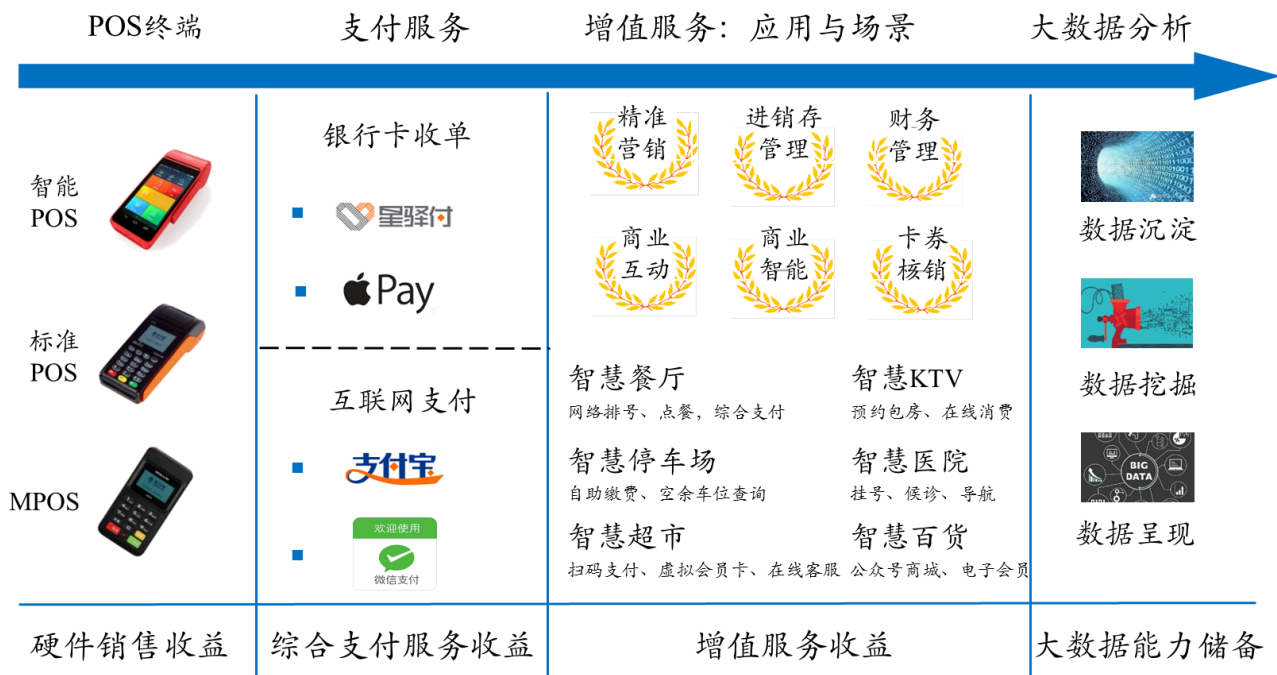 POS终端
支付服务
增值服务：应用与场景
大数据分析
智能
POS
标准
POS
MPOS
银行卡收单
星驿付
Pay
互联网支付
支付宝
欢迎使用
微信支付
精准
营销
进销存
管理
财务
管理
商业
互动
商业
智能
卡券
核销
智慧餐厅
网络排号、点餐，综合支付
智慧KTV
预约包房、在线消费
智慧停车场
自助缴费、空余车位查询
智慧医院
挂号、候诊、导航
智慧超市
扫码支付、虚拟会员卡、在线客服
智慧百货
公众号商城、电子会员
数据沉淀
数据挖掘
BIG
DATA
数据呈现
硬件销售收益
综合支付服务收益
增值服务收益
大数据能力储备